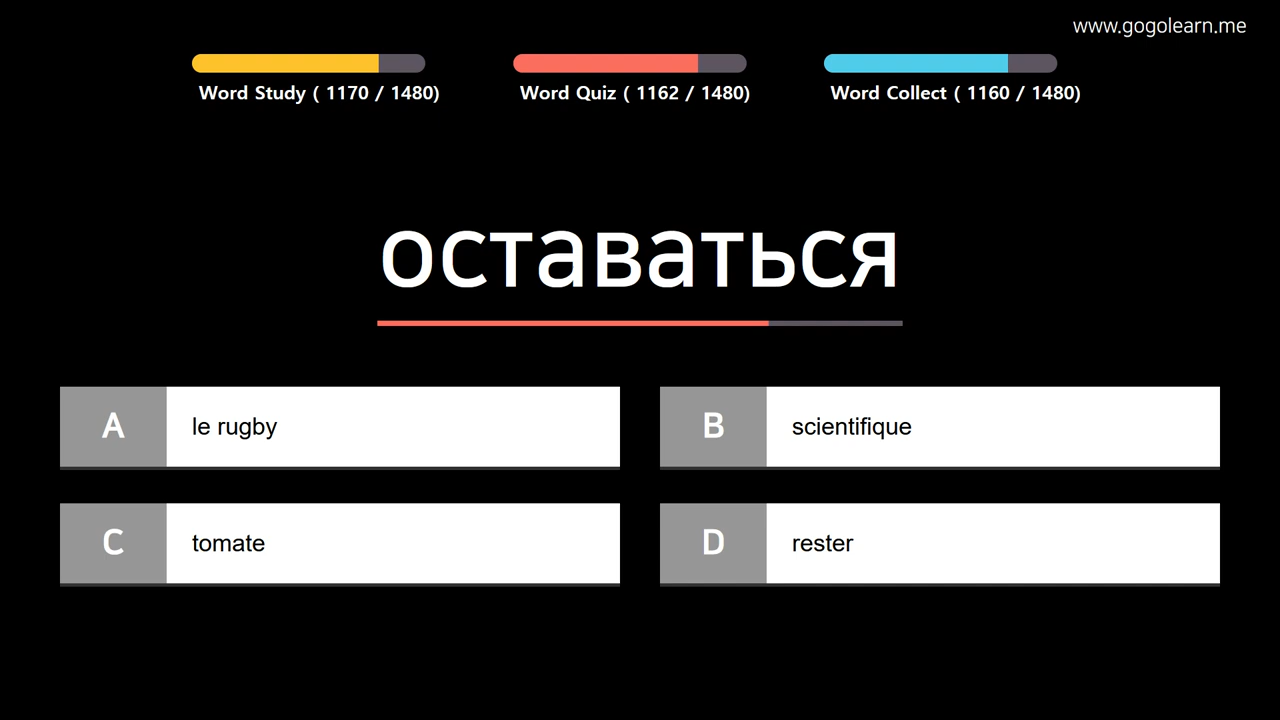 www.gogolearn.me
Word Study ( 1170 / 1480)
Word Quiz ( 1162 / 1480)
Word Collect ( 1160 / 1480)
оставаться
A le rugby
B scientifique
C tomate
D rester